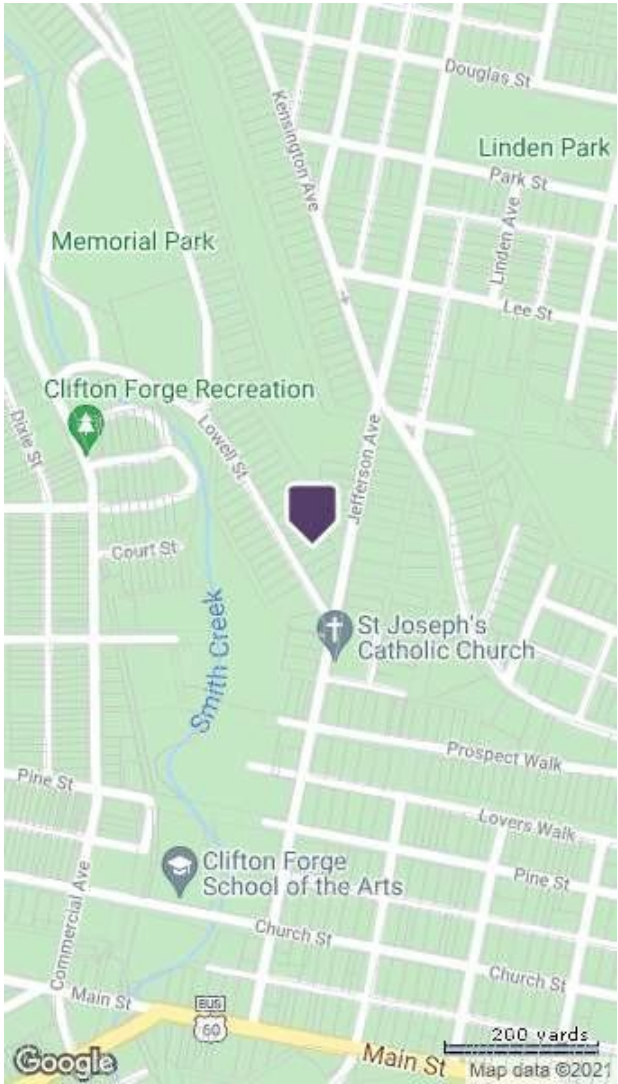 Douglas St
Kensington Ave
Linden Park
Park St
Memorial Park
Linden Ave
Lee St
Clifton Forge Recreation
Dixie St
Lowell St
Jefferson Ave
Court St
St Joseph's
Catholic Church
Smith Creek
Prospect Walk
Pine St
Lovers Walk
Clifton Forge
School of the Arts
Pine St
Commercial Ave
Church St
Church St
Main St
BUS
60
200 yards
Main St
Google
Map data ©2021